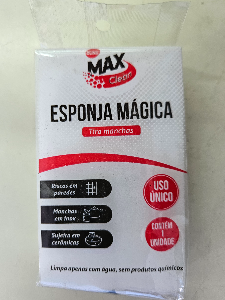 MAX
Clean
ESPONJA MÁGICA
Tira manchas
Riscos em
paredes
Manchas
em inox
Sujeira em
cerâmicas
USO
ÚNICO
CONTÉM
1
UNIDADE
Limpa apenas com água, sem produtos químicos